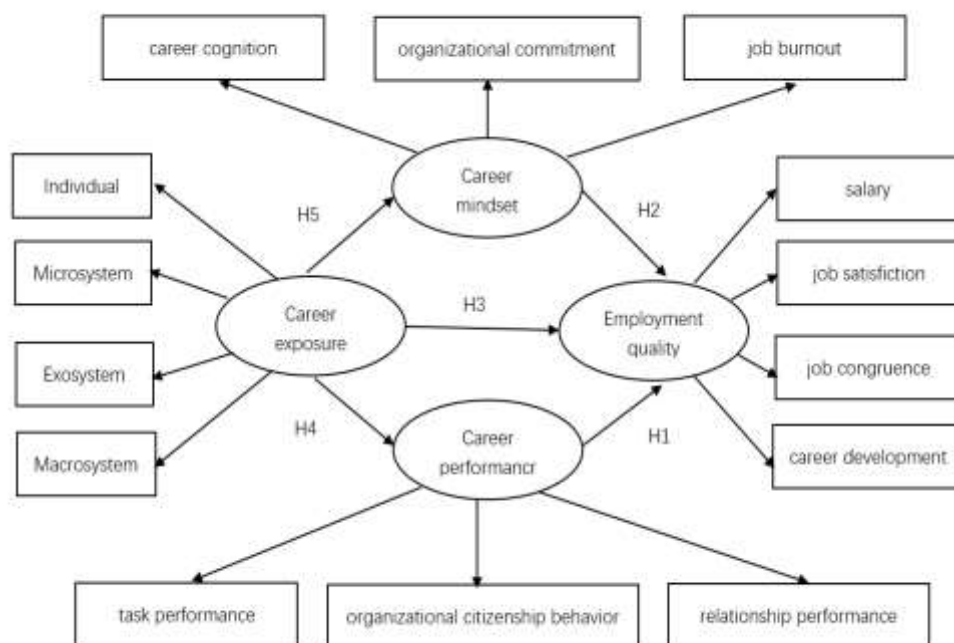 career cognition
organizational commitment
job burnout
Individual
Career
mindset
salary
H5
H2
Microsystem
job satisfiction
Career
exposure
H3
Employment
quality
Exosystem
job congruence
H4
H1
Macrosystem
Career
performancr
career development
task performance
organizational citizenship behavior
relationship performance